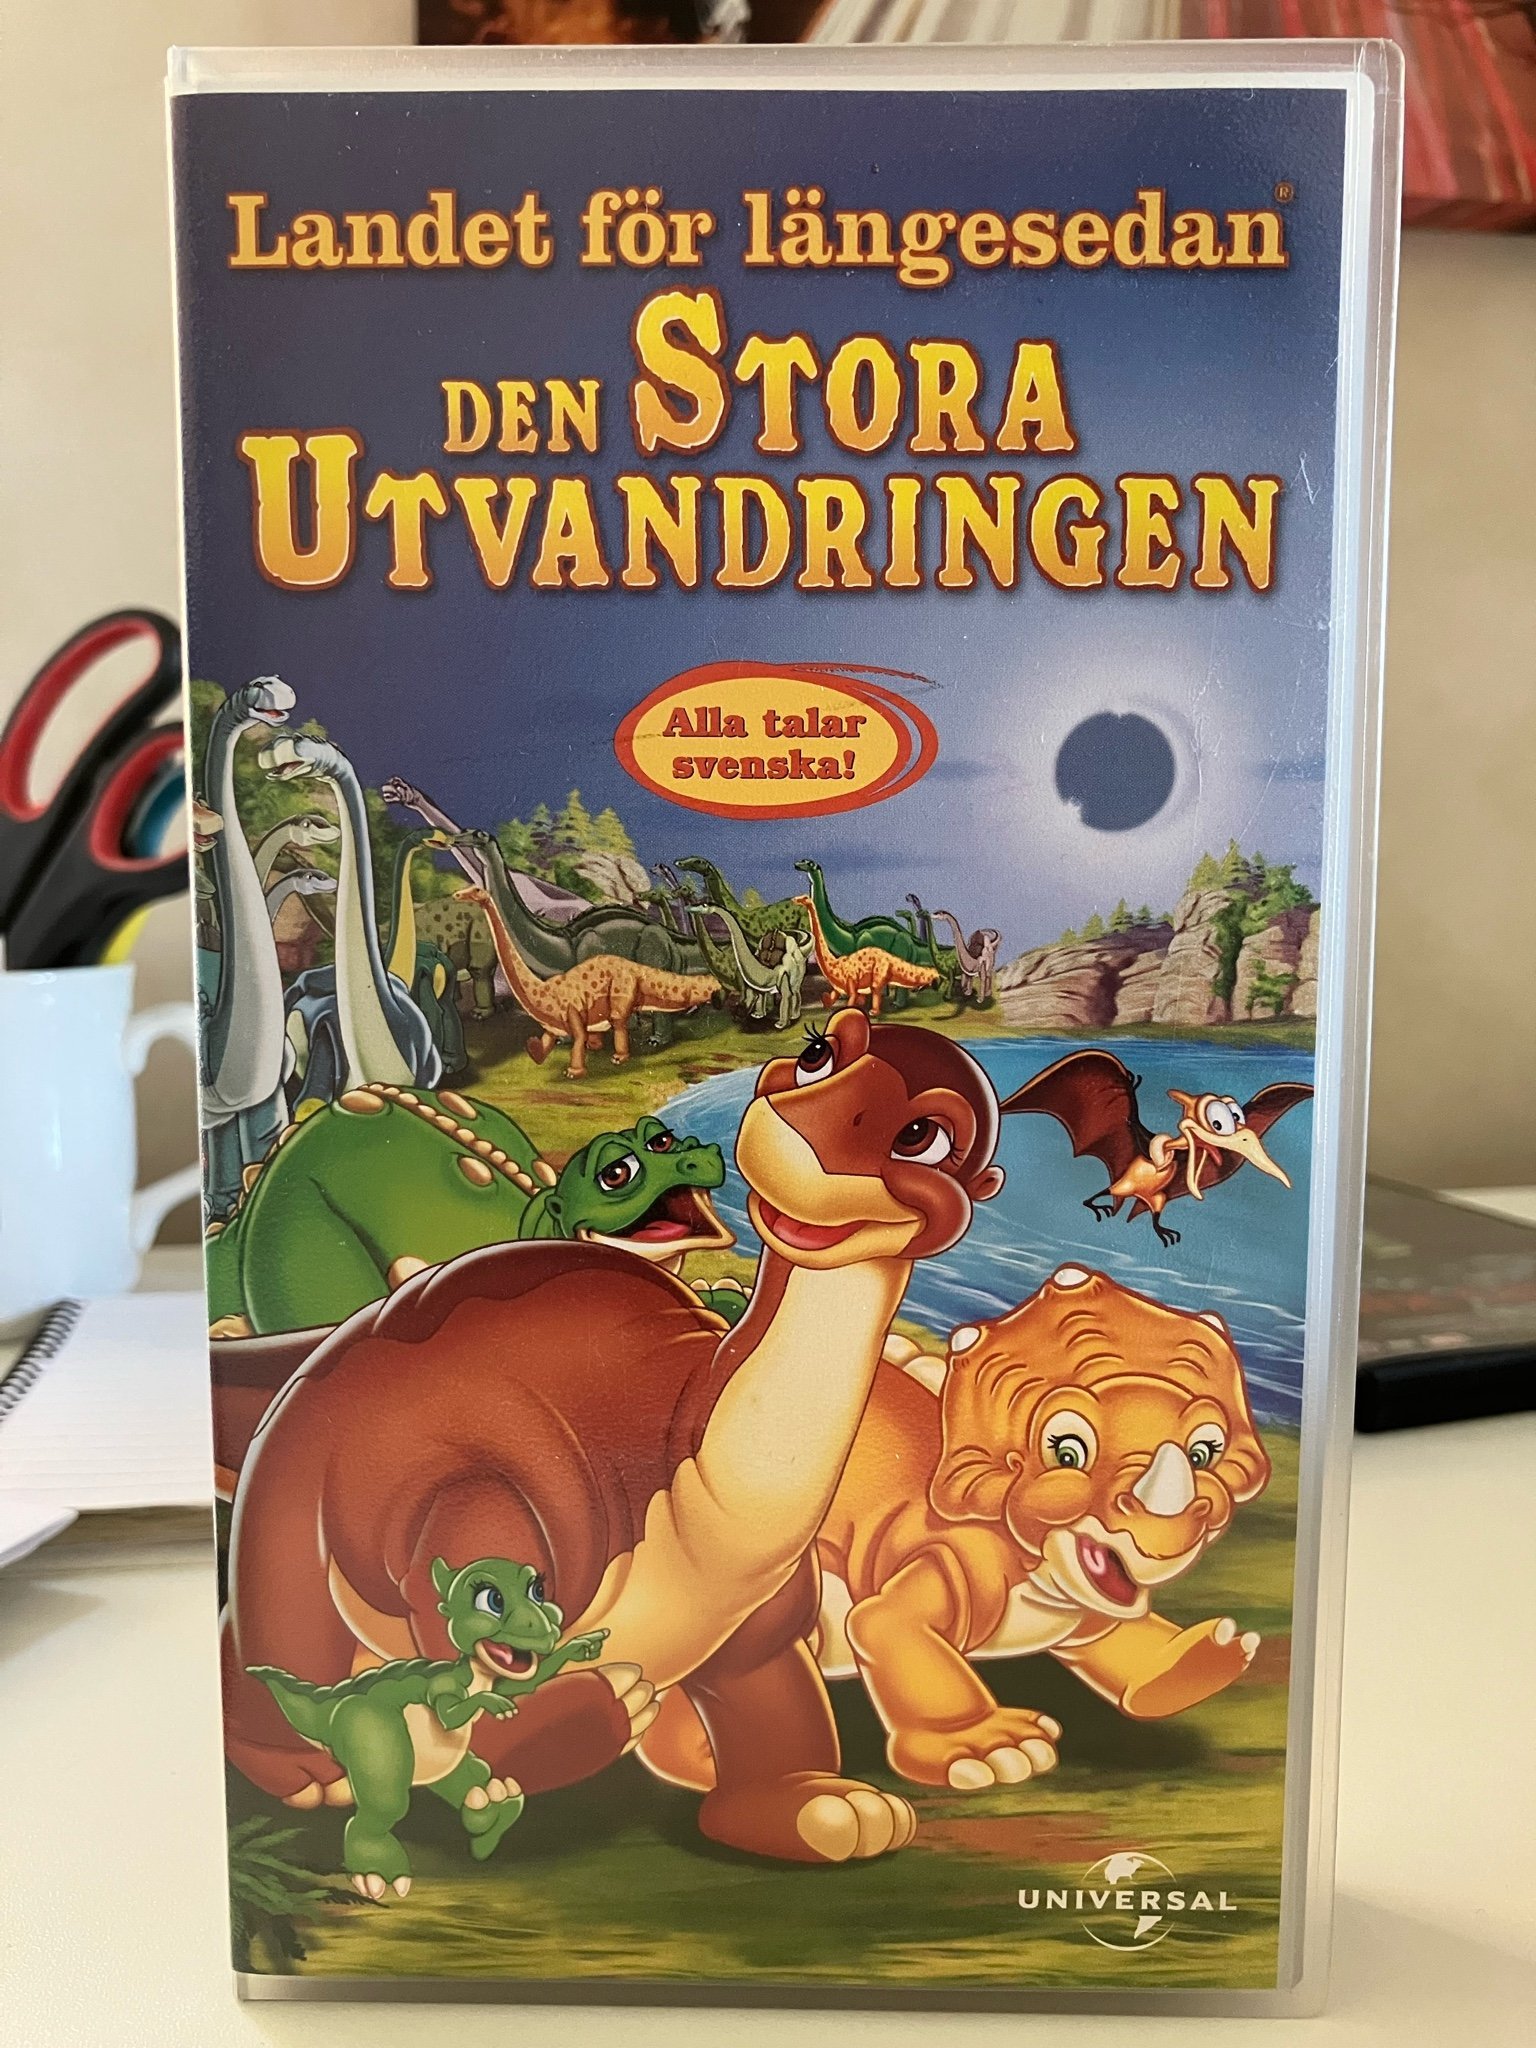 Landet för längesedan®
DEN STORA
UTVANDRINGEN
Alla talar
svenska!
UNIVERSAL